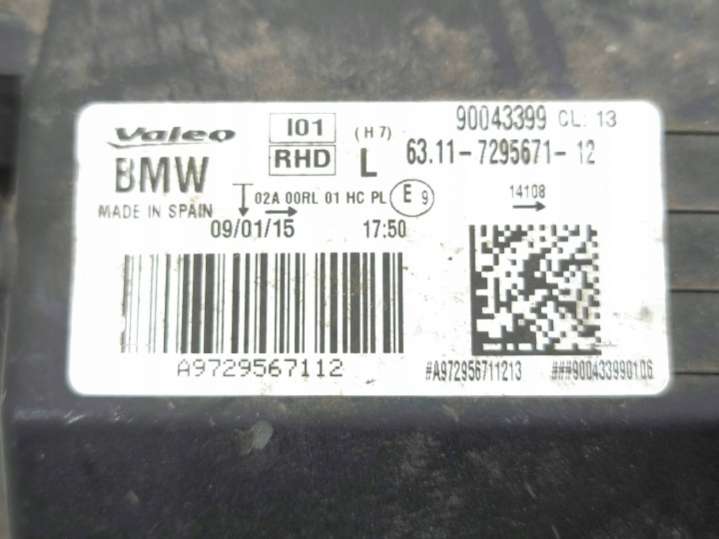 Valeo I01 (H7) 90043399 CL: 13
BMW RHD L 63.11-7295671-12
MADE IN SPAIN 02A 00RL 01 HC PL E 9 14108
09/01/15 17:50
A9729567112 #A972956711213 ###900433990106